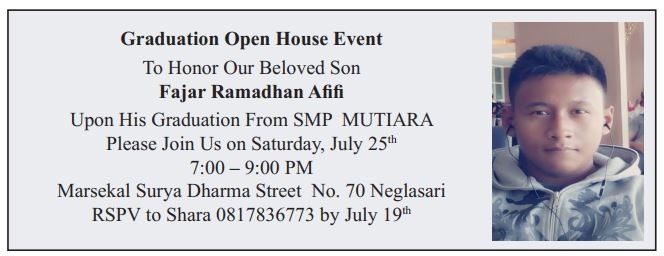 Graduation Open House Event
To Honor Our Beloved Son
Fajar Ramadhan Afifi
Upon His Graduation From SMP MUTIARA
Please Join Us on Saturday, July 25th
7:00 – 9:00 PM
Marsekal Surya Dharma Street No. 70 Neglasari
RSPV to Shara 0817836773 by July 19th